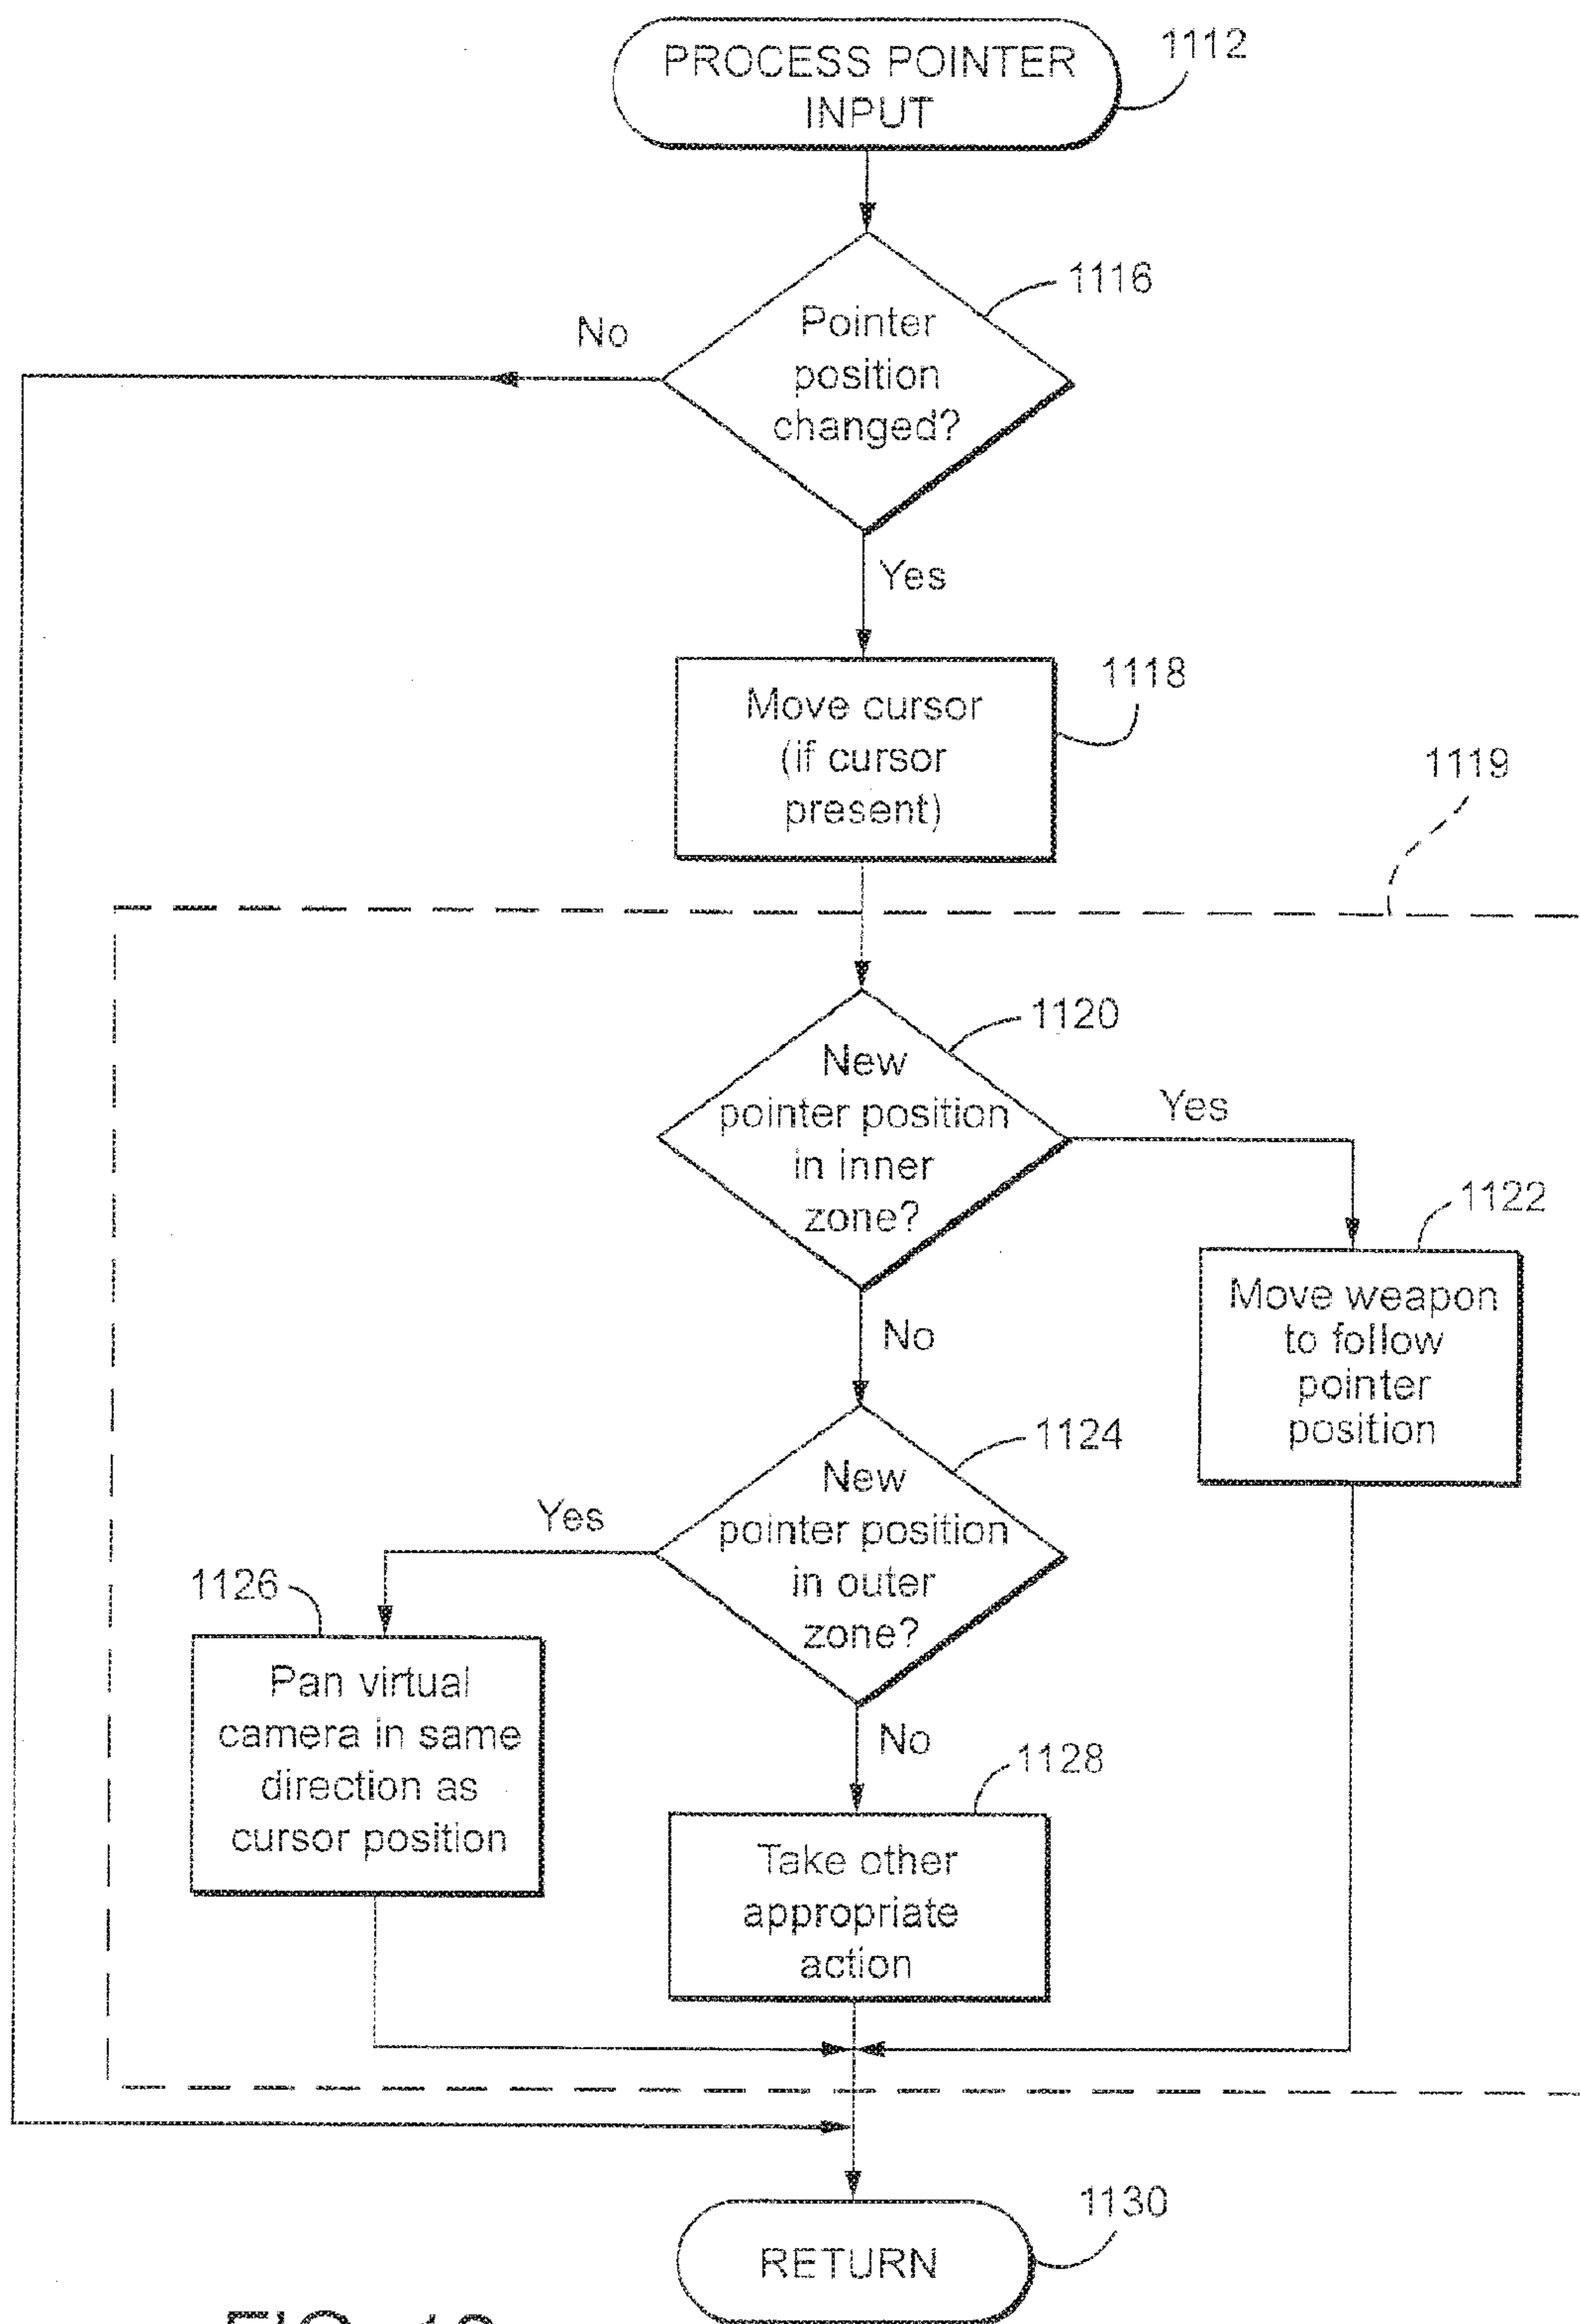 PROCESS POINTER
INPUT
1112
Pointer
position
changed?
1116
No
Yes
Move cursor
(if cursor
present)
1118
1119
New
pointer position
in inner
zone?
1120
Yes
No
Move weapon
to follow
pointer
position
1122
New
pointer position
in outer
zone?
1124
Yes
No
1126
Pan virtual
camera in same
direction as
cursor position
1128
Take other
appropriate
action
RETURN
1130